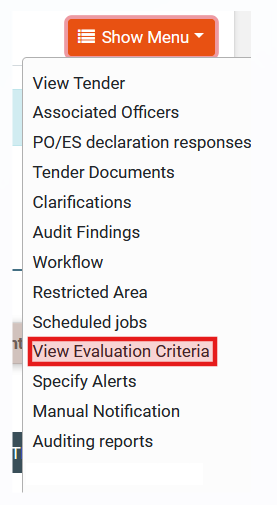 Show Menu
View Tender
Associated Officers
PO/ES declaration responses
Tender Documents
Clarifications
Audit Findings
Workflow
Restricted Area
Scheduled jobs
View Evaluation Criteria
Specify Alerts
Manual Notification
Auditing reports